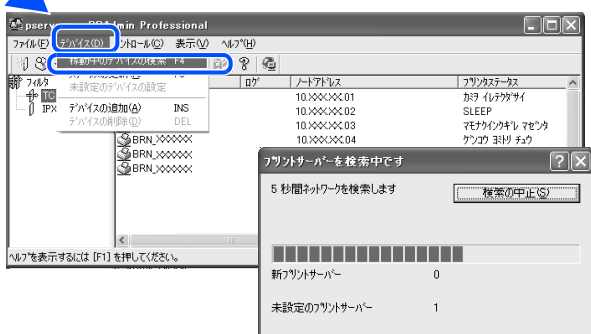 pserv BRAdmin Professional
ファイル(F) デバイス(D) コントロール(C) 表示(V) ヘルプ(H)
稼動中のデバイスの検索 F4
未設定のデバイスの設定
デバイスの追加(A) INS
デバイスの削除(D) DEL
フィルタ
TC
IPX
ログ ノードアドレス プリンタステータス
10.XXX.XXX.01 カミヲ イレテクダサイ
10.XXX.XXX.02 SLEEP
10.XXX.XXX.03 マモナクインクギレ マゼンタ
BRN_XXXXXX 10.XXX.XXX.04 ケンコウ ヨミトリ チュウ
BRN_XXXXXX
BRN_XXXXXX
ヘルプを表示するには [F1] を押してください。
プリントサーバーを検索中です
5 秒間ネットワークを検索します 検索の中止(S)
新プリントサーバー 0
未設定のプリントサーバー 1